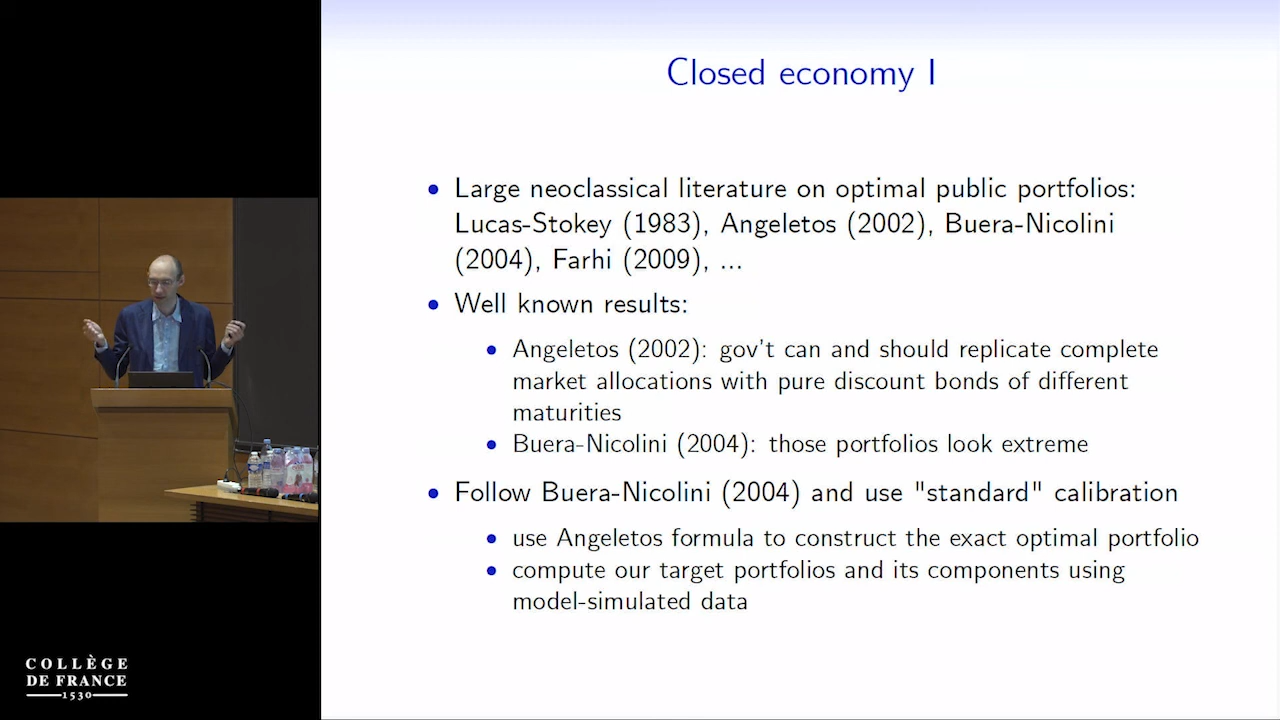 Closed economy I
• Large neoclassical literature on optimal public portfolios:
Lucas-Stokey (1983), Angeletos (2002), Buera-Nicolini
(2004), Farhi (2009), ...
• Well known results:
• Angeletos (2002): gov't can and should replicate complete
market allocations with pure discount bonds of different
maturities
• Buera-Nicolini (2004): those portfolios look extreme
• Follow Buera-Nicolini (2004) and use "standard" calibration
• use Angeletos formula to construct the exact optimal portfolio
• compute our target portfolios and its components using
model-simulated data
COLLÈGE
DE FRANCE
1530